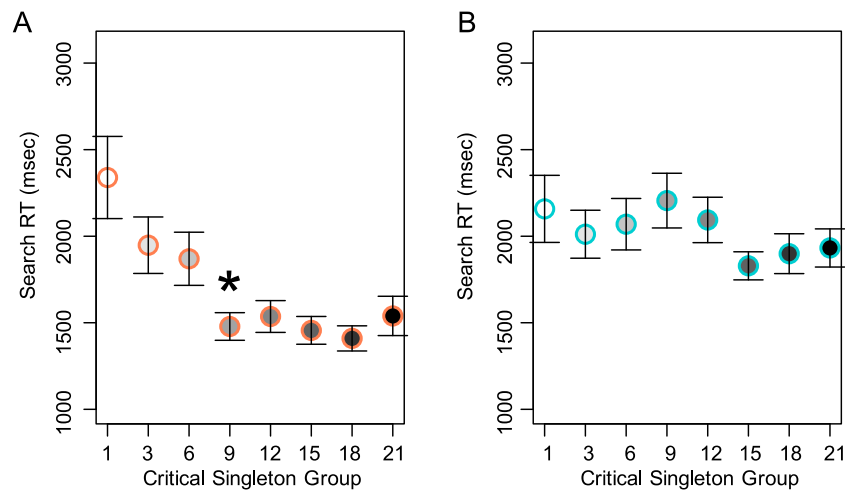 A
B
Search RT (msec)
3000
2500
2000
1500
1000
*
1 3 6 9 12 15 18 21
Critical Singleton Group
Search RT (msec)
3000
2500
2000
1500
1000
1 3 6 9 12 15 18 21
Critical Singleton Group